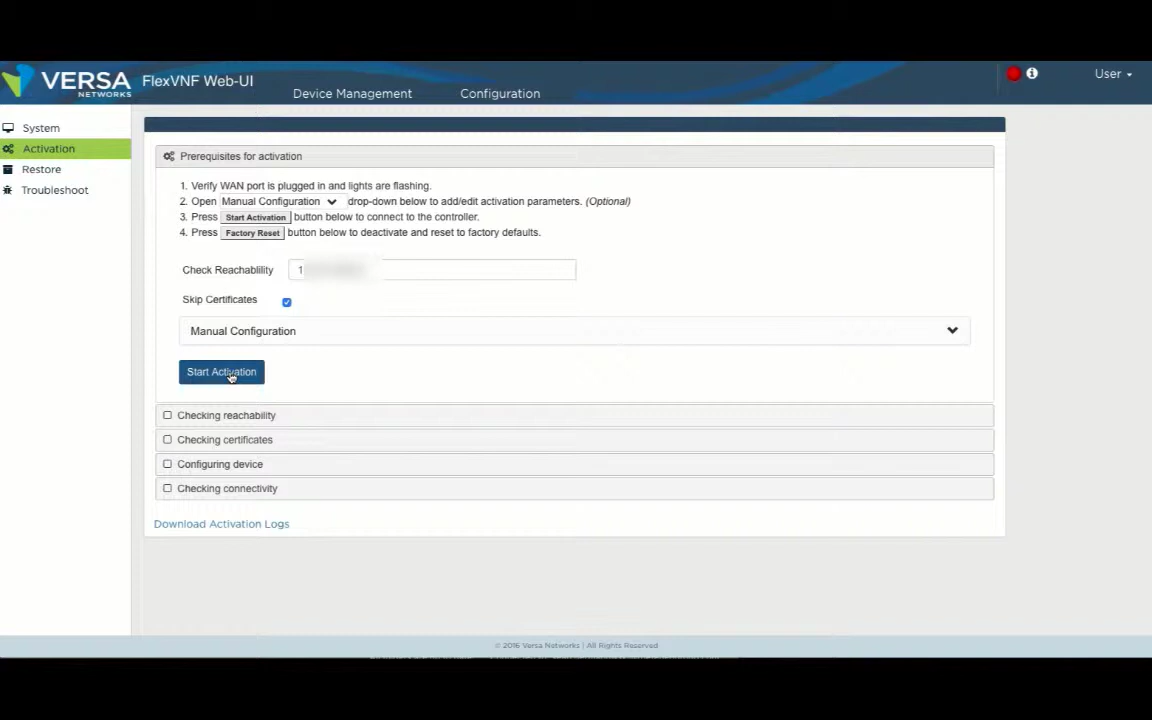 VERSA
NETWORKS
FlexVNF Web-UI
Device Management
Configuration
User
System
Activation
Restore
Troubleshoot
Prerequisites for activation
1. Verify WAN port is plugged in and lights are flashing.
2. Open Manual Configuration drop-down below to add/edit activation parameters. (Optional)
3. Press Start Activation button below to connect to the controller.
4. Press Factory Reset button below to deactivate and reset to factory defaults.
Check Reachablility 1
Skip Certificates
Manual Configuration
Start Activation
Checking reachability
Checking certificates
Configuring device
Checking connectivity
Download Activation Logs
© 2016 Versa Networks | All Rights Reserved